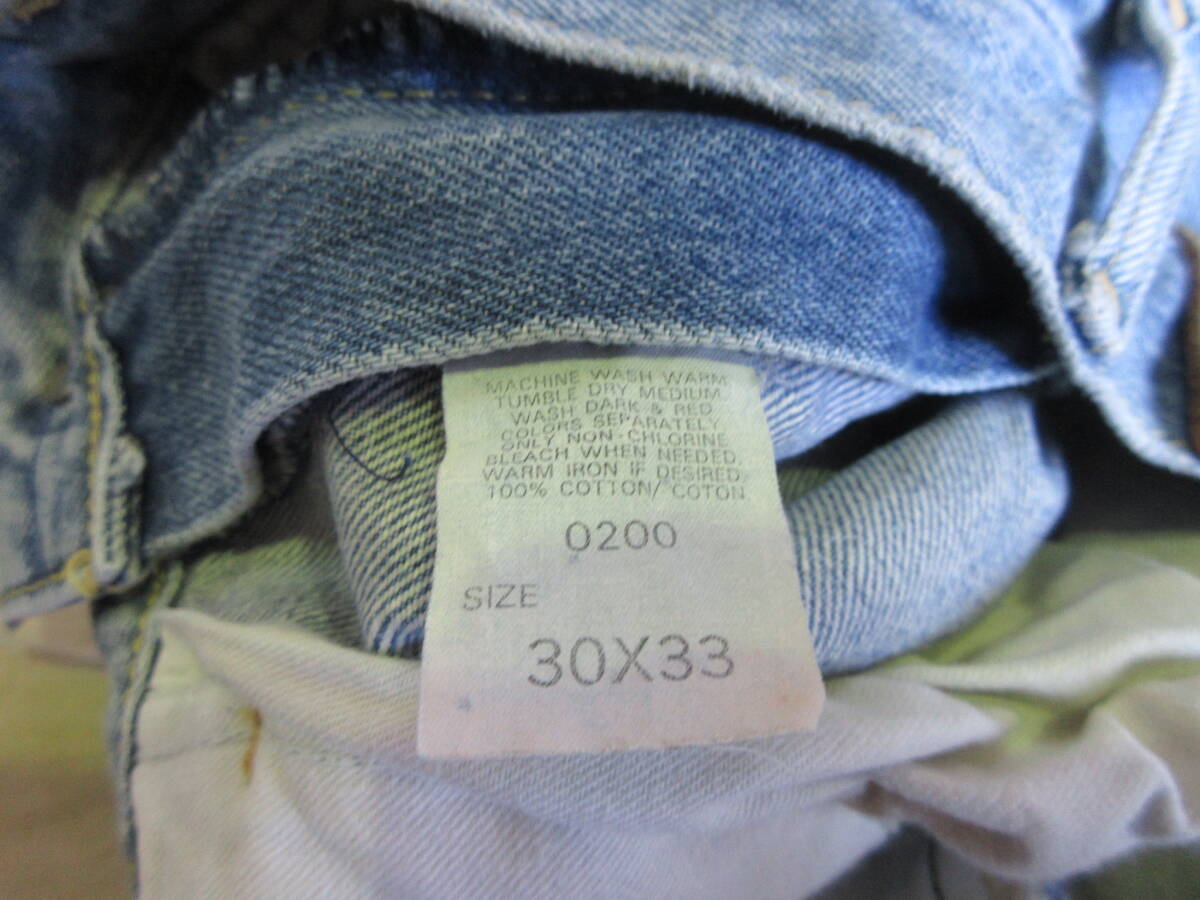 MACHINE WASH WARM.
TUMBLE DRY MEDIUM.
WASH DARK & RED
COLORS SEPARATELY
ONLY NON-CHLORINE
BLEACH WHEN NEEDED.
WARM IRON IF DESIRED.
100% COTTON/COTON
0200
SIZE
30X33